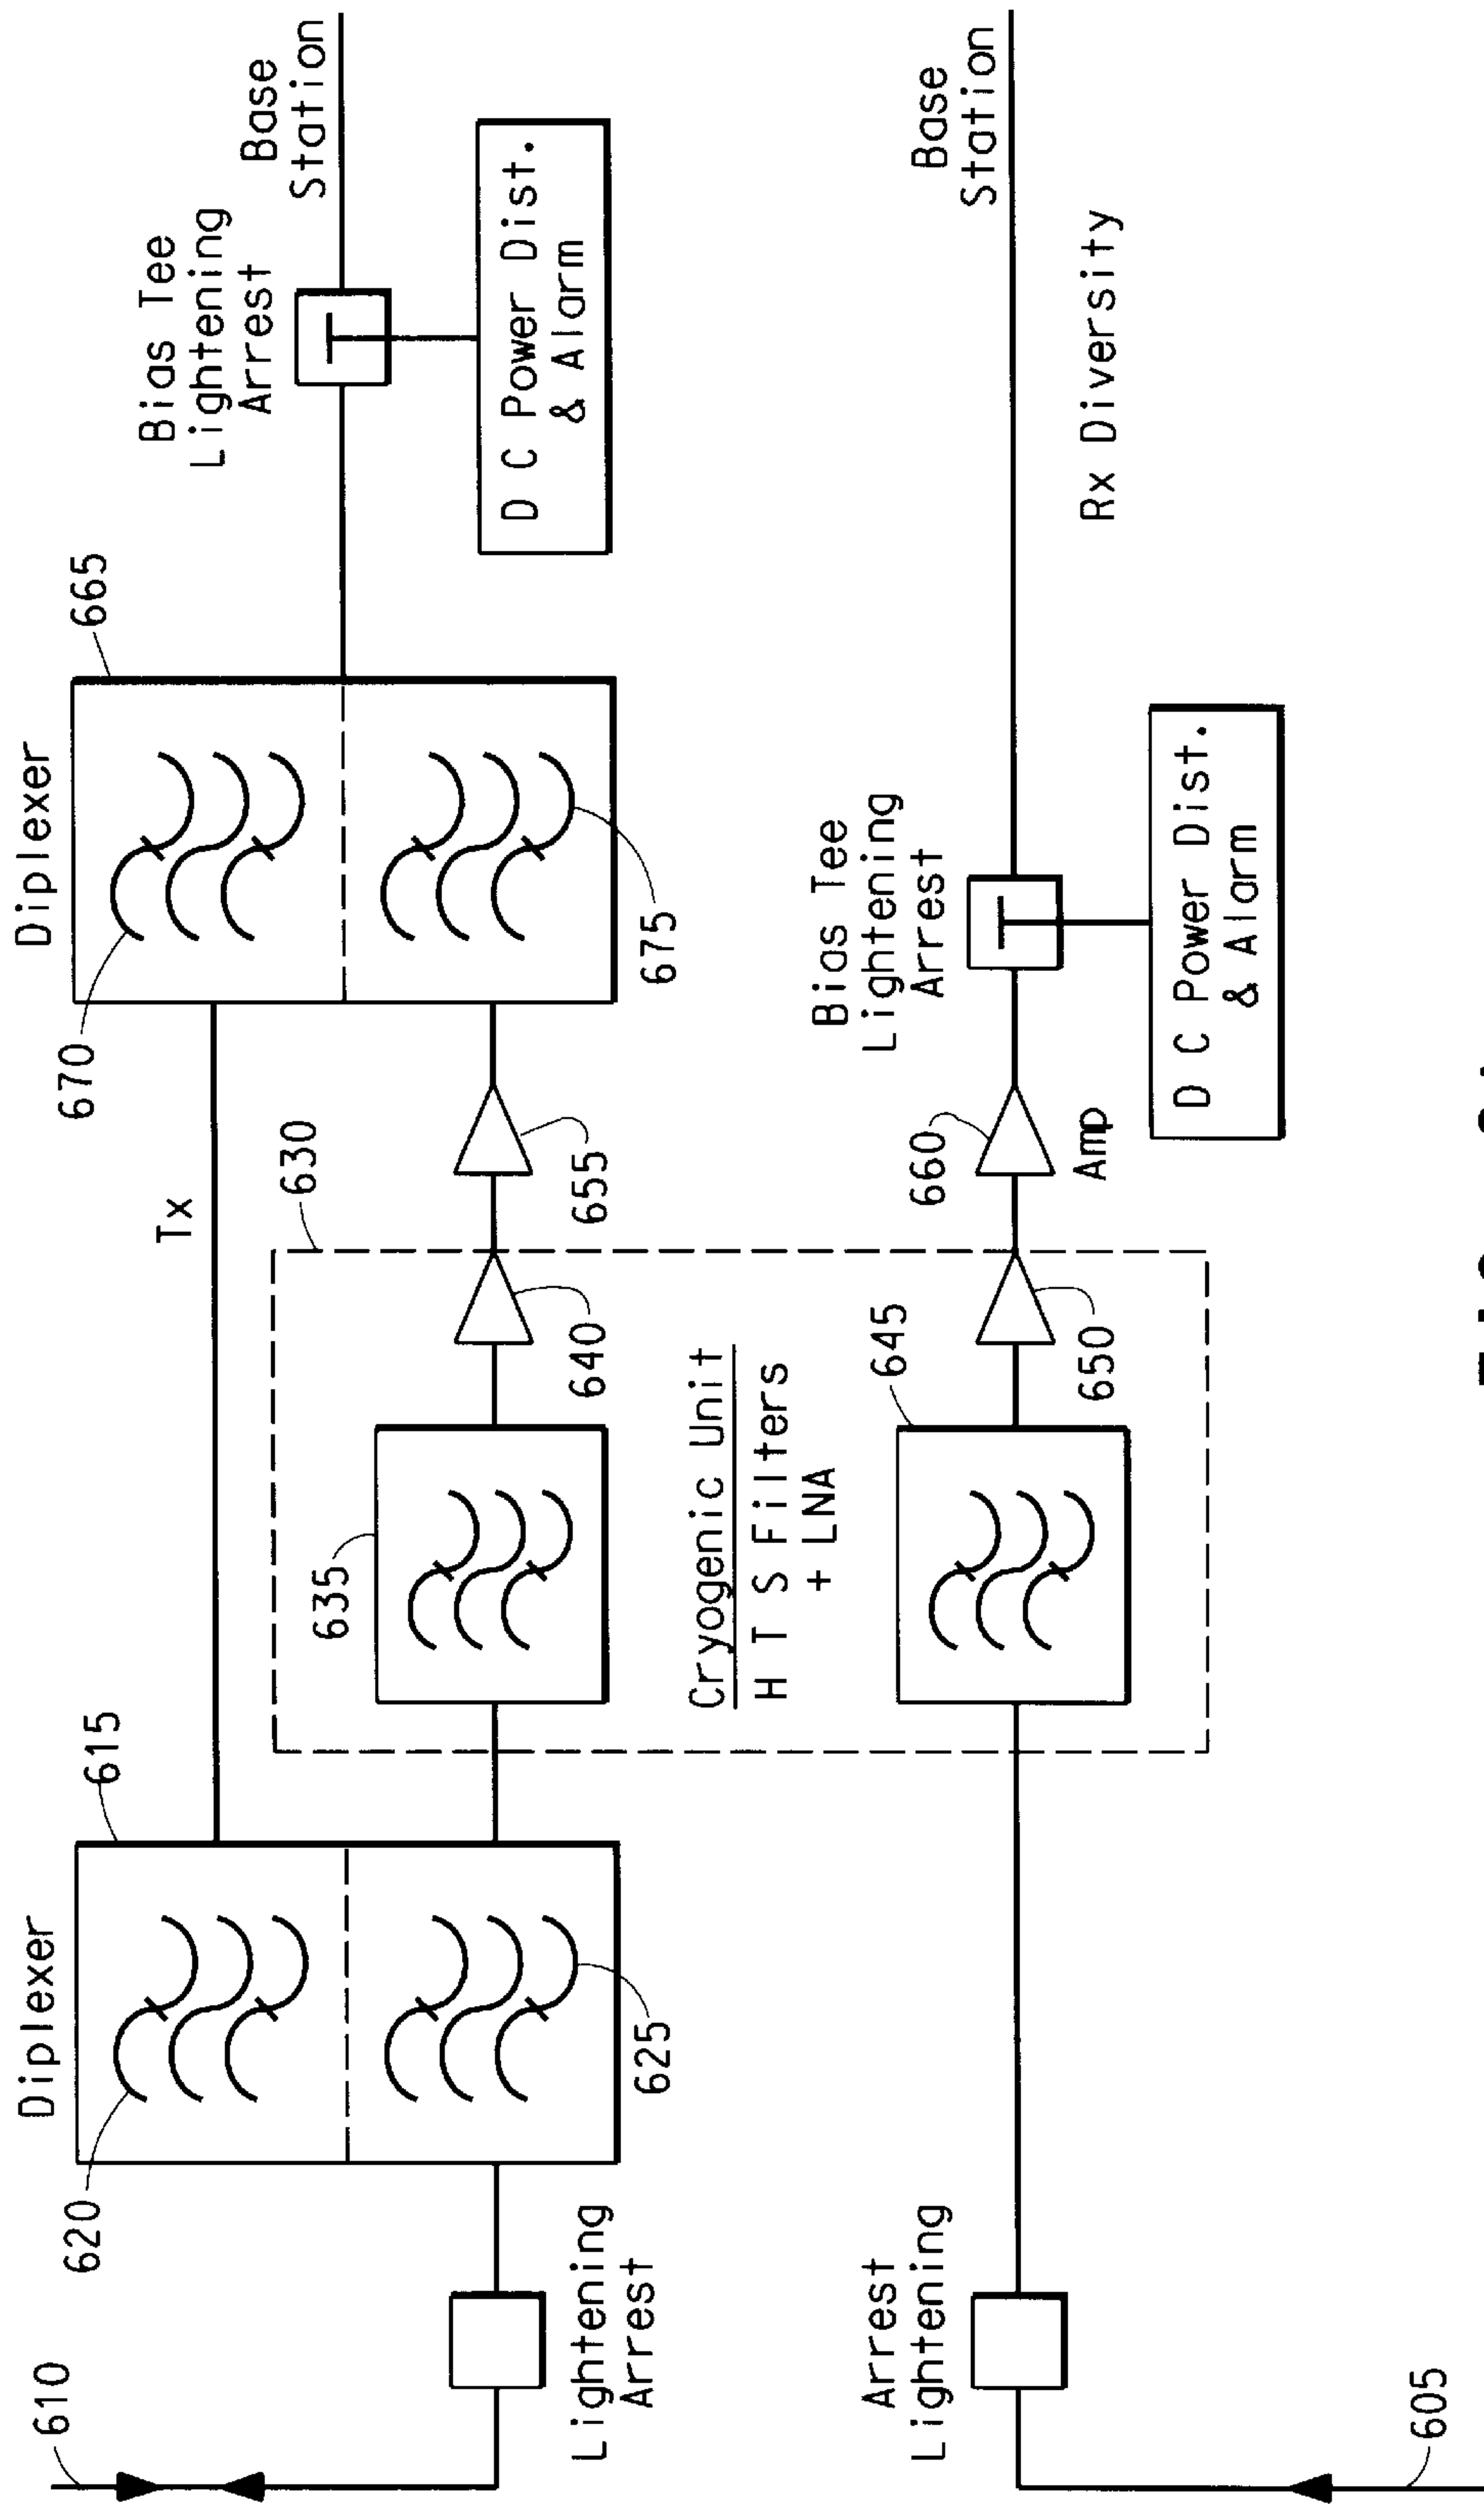 610
620
Diplexer
615
Tx
670
Diplexer
665
Bias Tee
Lightening
Arrest
Base
Station
D C Power Dist.
& Alarm
Lightening
Arrest
625
635
630
640
655
675
Cryogenic Unit
H T S Filters
+ LNA
Arrest
Lightening
645
650
660
Amp
Bias Tee
Lightening
Arrest
Base
Station
Rx Diversity
D C Power Dist.
& Alarm
605